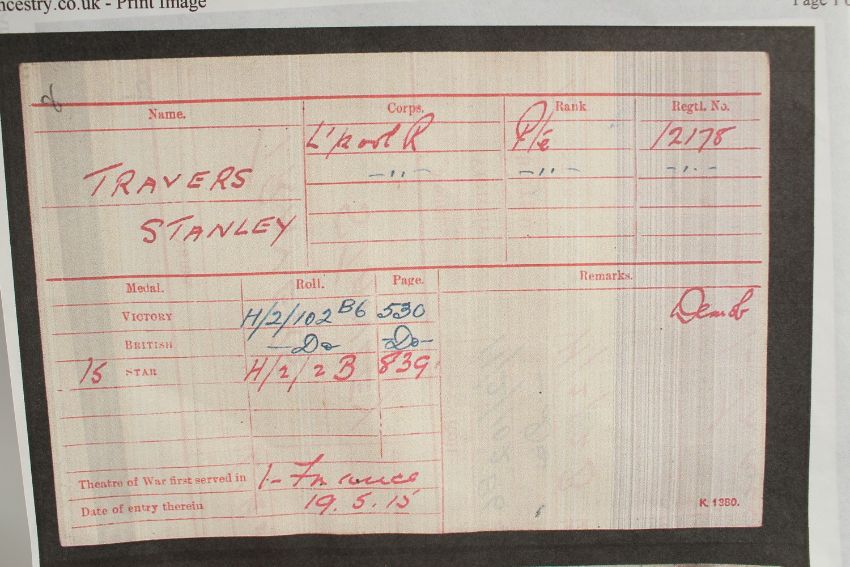 ncestry.co.uk - Print Image
Page 1 o
Name. Corps. Rank Regtl. No.
L'pool R Pte 12178
TRAVERS -"- -"- -"-
STANLEY
Medal. Roll. Page. Remarks.
VICTORY H/2/102 B6 530 Demob
BRITISH -Do- -Do-
15 STAR H/2/2B 839.
Theatre of War first served in 1- France
Date of entry therein 19.5.15
K. 1380.